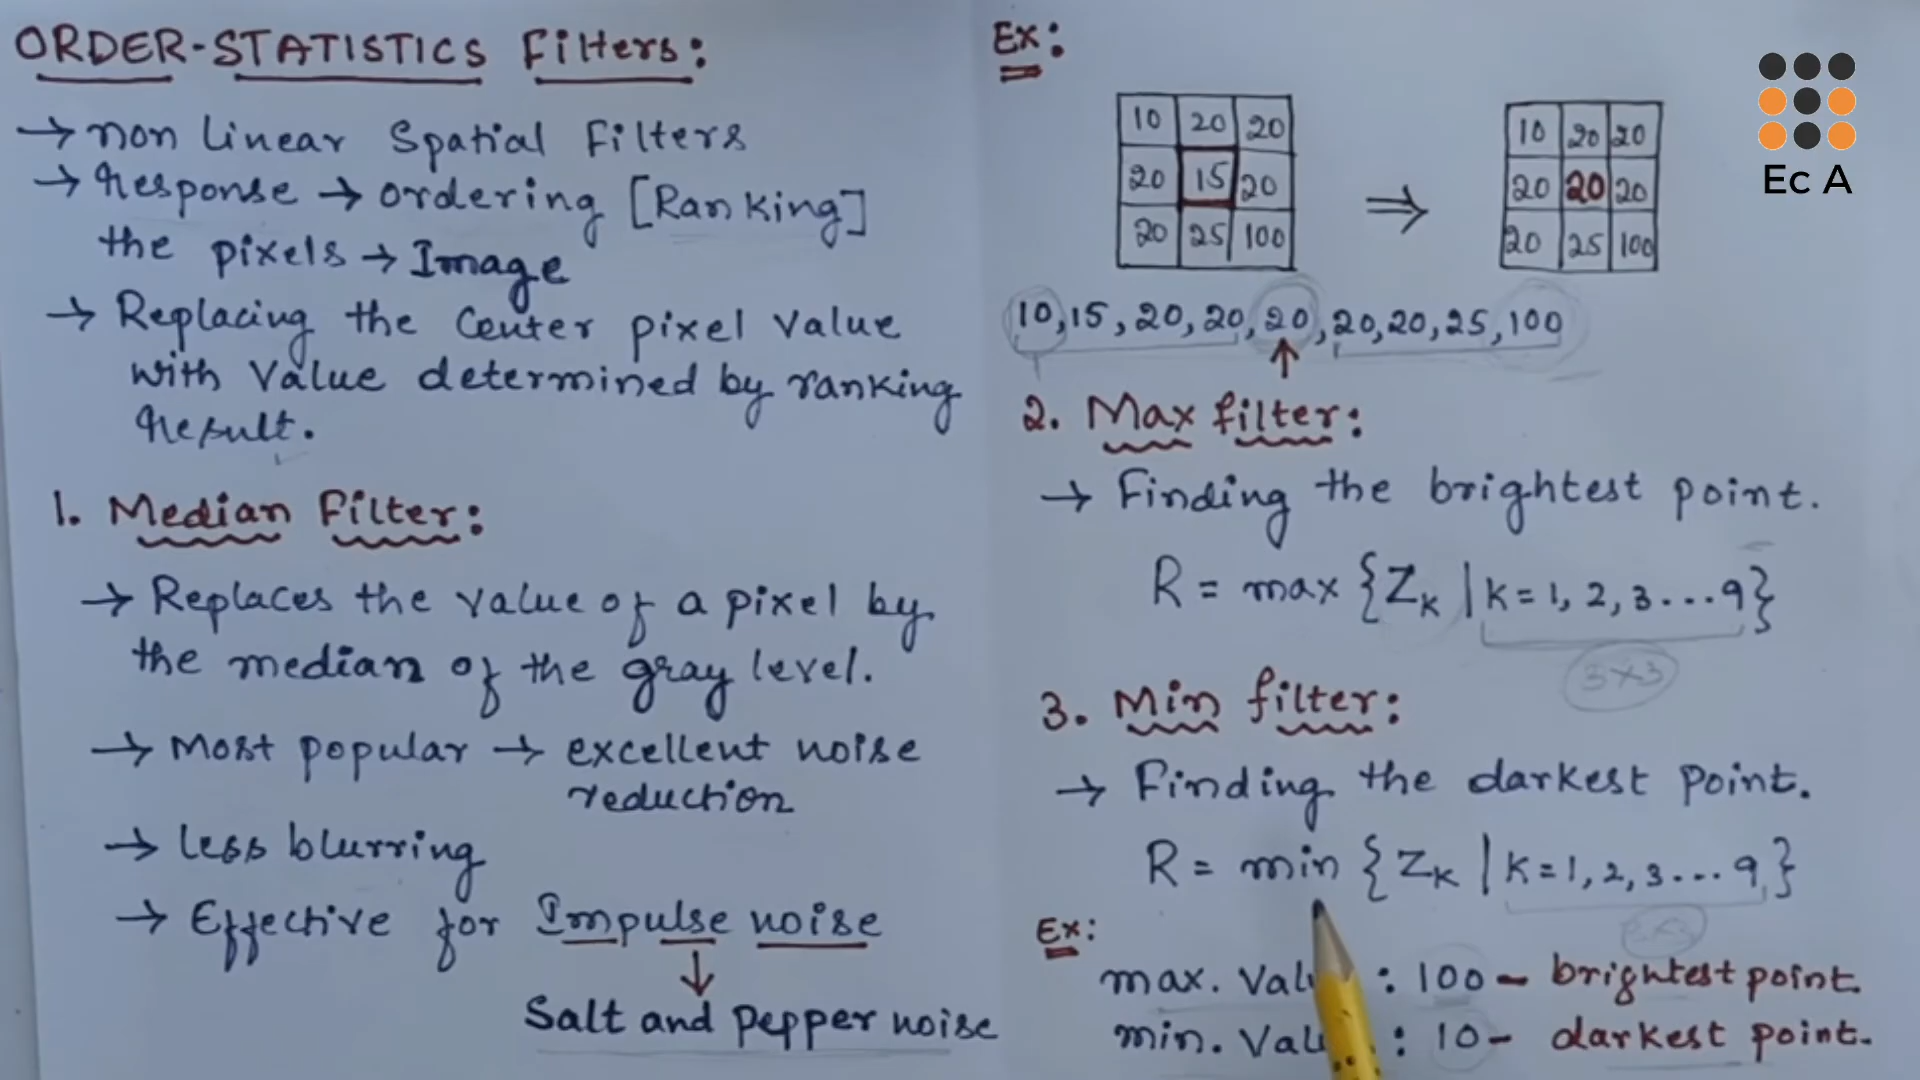 ORDER-STATISTICS Filters:
→ non Linear Spatial Filters
→ Response → ordering [Ranking]
the pixels → Image
→ Replacing the Center pixel Value
with Value determined by ranking
Result.
1. Median Filter:
→ Replaces the value of a pixel by
the median of the gray level.
→ Most popular → excellent noise
reduction
→ less blurring
→ Effective for Impulse noise
↓
Salt and pepper noise
Ex:
10 20 20
20 15 20
20 25 100
⇒
10 20 20
20 20 20
20 25 100
10, 15, 20, 20, 20, 20, 20, 25, 100
↑
2. Max filter:
→ Finding the brightest point.
R = max {ZK | K = 1, 2, 3...9}
3x3
3. Min filter:
→ Finding the darkest point.
R = min {ZK | K = 1, 2, 3...9}
3x3
Ex:
max. Val : 100 - brightest point.
min. Val : 10 - darkest point.
Ec A